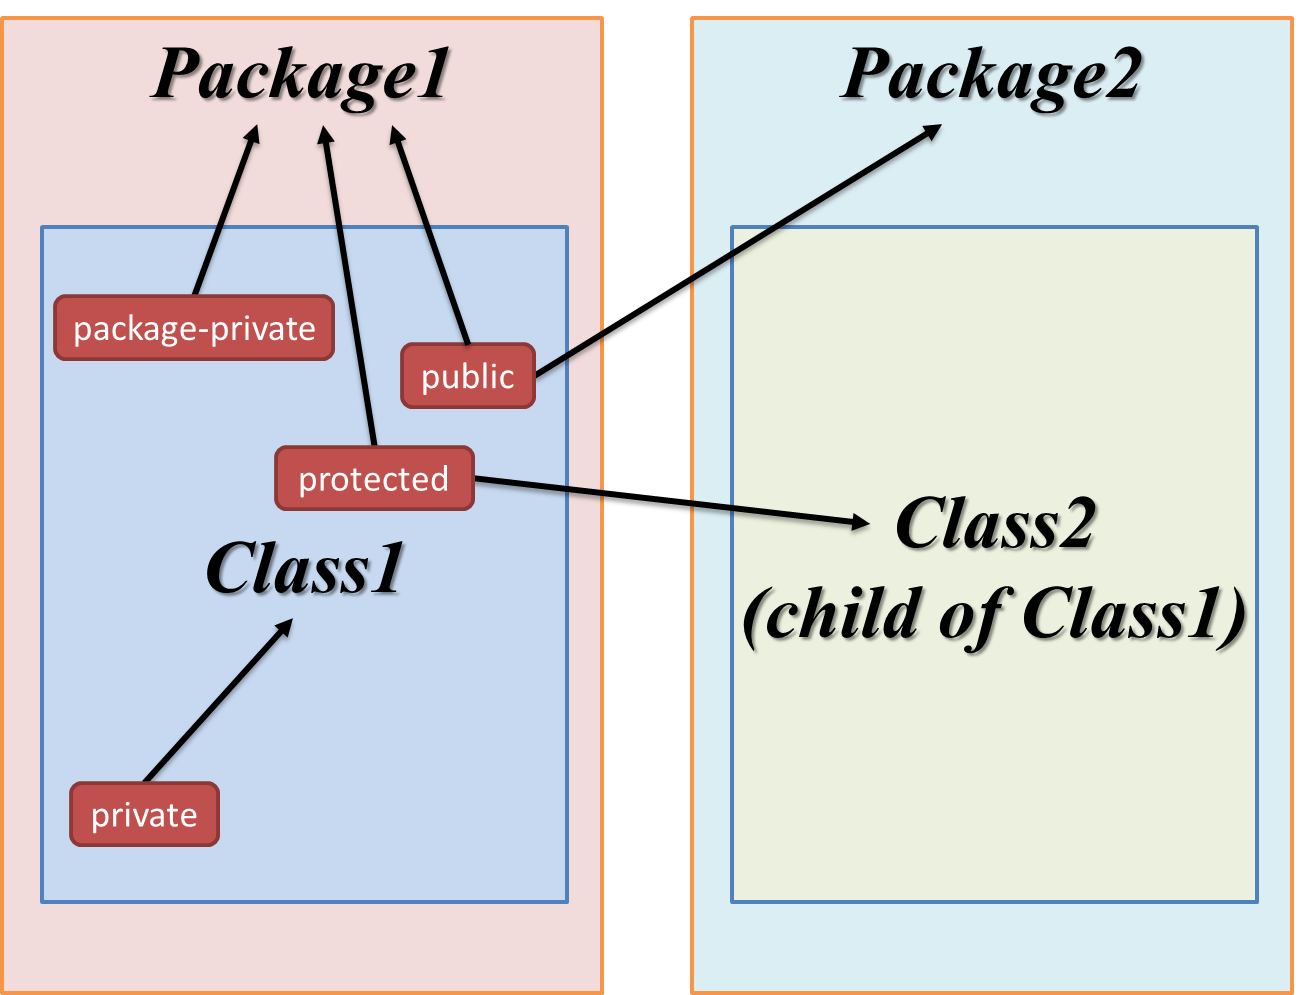 Package1
package-private
public
protected
Class1
private
Package2
Class2
(child of Class1)